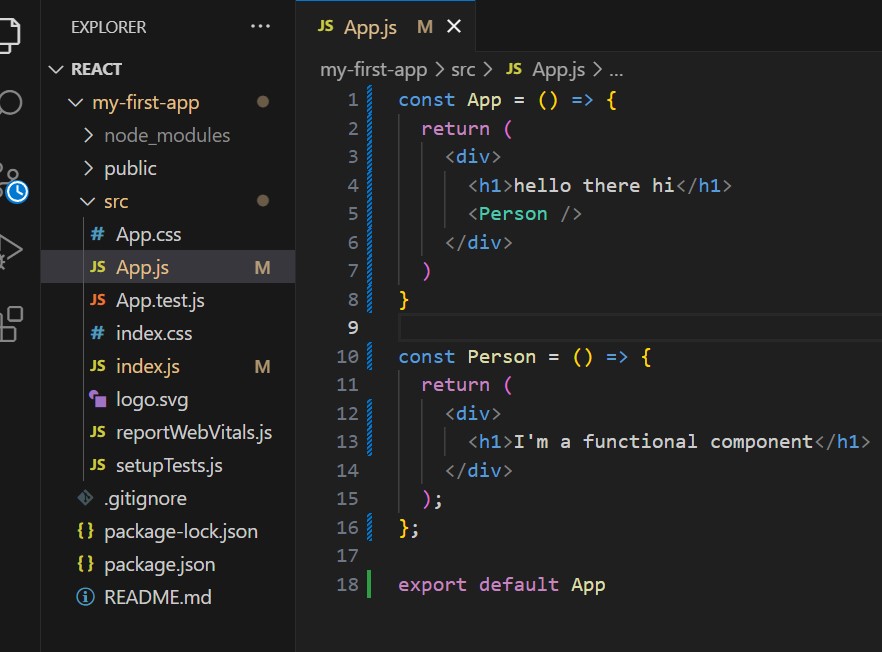 EXPLORER ...
REACT
my-first-app
node_modules
public
src
# App.css
JS App.js M
JS App.test.js
# index.css
JS index.js M
logo.svg
JS reportWebVitals.js
JS setupTests.js
.gitignore
{} package-lock.json
{} package.json
README.md
JS App.js M
my-first-app > src > JS App.js > ...
1 const App = () => {
2 return (
3 <div>
4 <h1>hello there hi</h1>
5 <Person />
6 </div>
7 )
8 }
9
10 const Person = () => {
11 return (
12 <div>
13 <h1>I'm a functional component</h1>
14 </div>
15 );
16 };
17
18 export default App